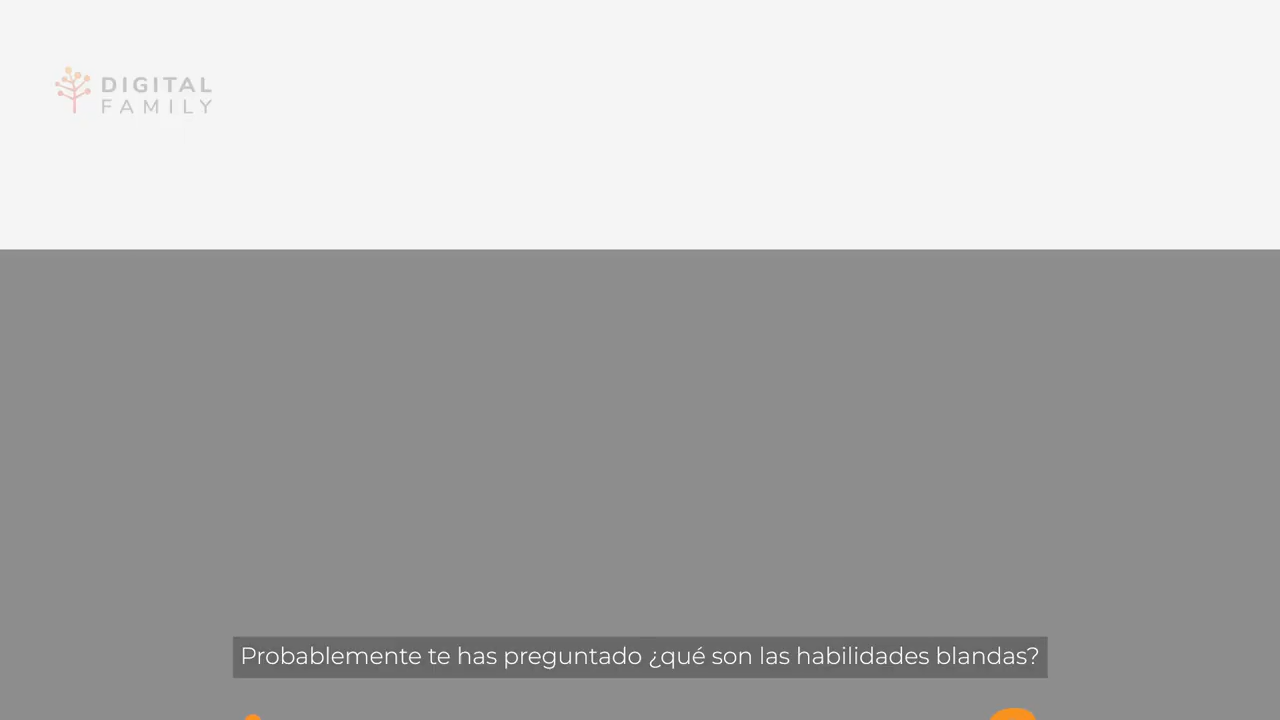 DIGITAL
FAMILY
Probablemente te has preguntado ¿qué son las habilidades blandas?